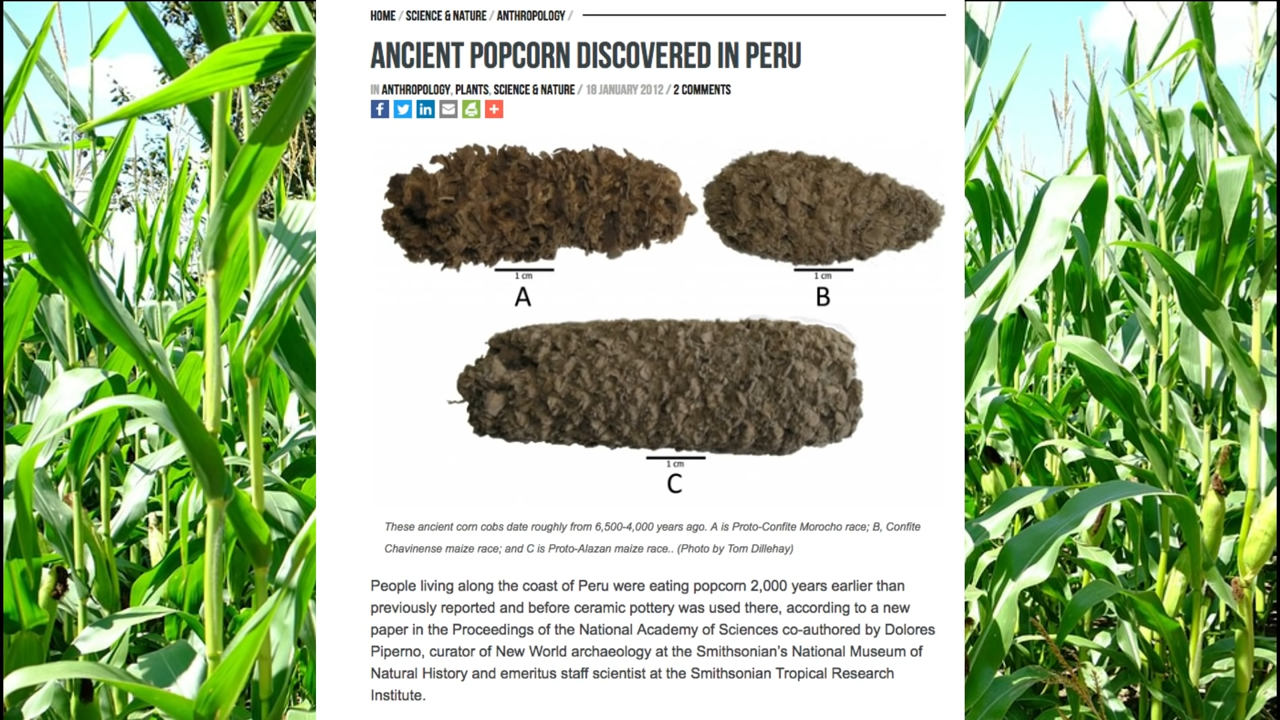 HOME / SCIENCE & NATURE / ANTHROPOLOGY /
ANCIENT POPCORN DISCOVERED IN PERU
IN ANTHROPOLOGY, PLANTS, SCIENCE & NATURE / 18 JANUARY 2012 / 2 COMMENTS
1 cm
1 cm
A
B
1 cm
C
These ancient corn cobs date roughly from 6,500-4,000 years ago. A is Proto-Confite Morocho race; B, Confite
Chavinense maize race; and C is Proto-Alazan maize race.. (Photo by Tom Dillehay)
People living along the coast of Peru were eating popcorn 2,000 years earlier than
previously reported and before ceramic pottery was used there, according to a new
paper in the Proceedings of the National Academy of Sciences co-authored by Dolores
Piperno, curator of New World archaeology at the Smithsonian's National Museum of
Natural History and emeritus staff scientist at the Smithsonian Tropical Research
Institute.